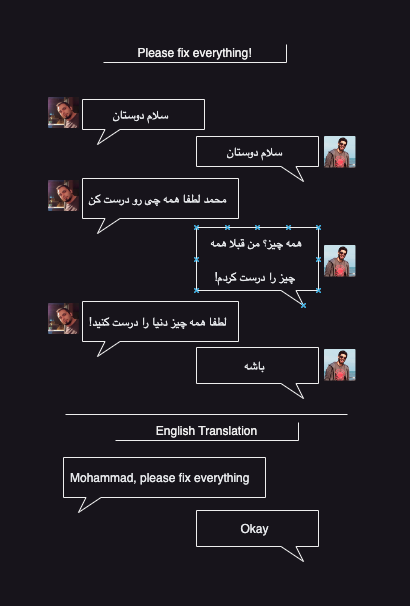 Please fix everything!
سلام دوستان
سلام دوستان
محمد لطفا همه چی رو درست کن
همه چیز؟ من قبلا همه
چیز را درست کردم!
لطفا همه چیز دنیا را درست کنید!
باشه
English Translation
Mohammad, please fix everything
Okay